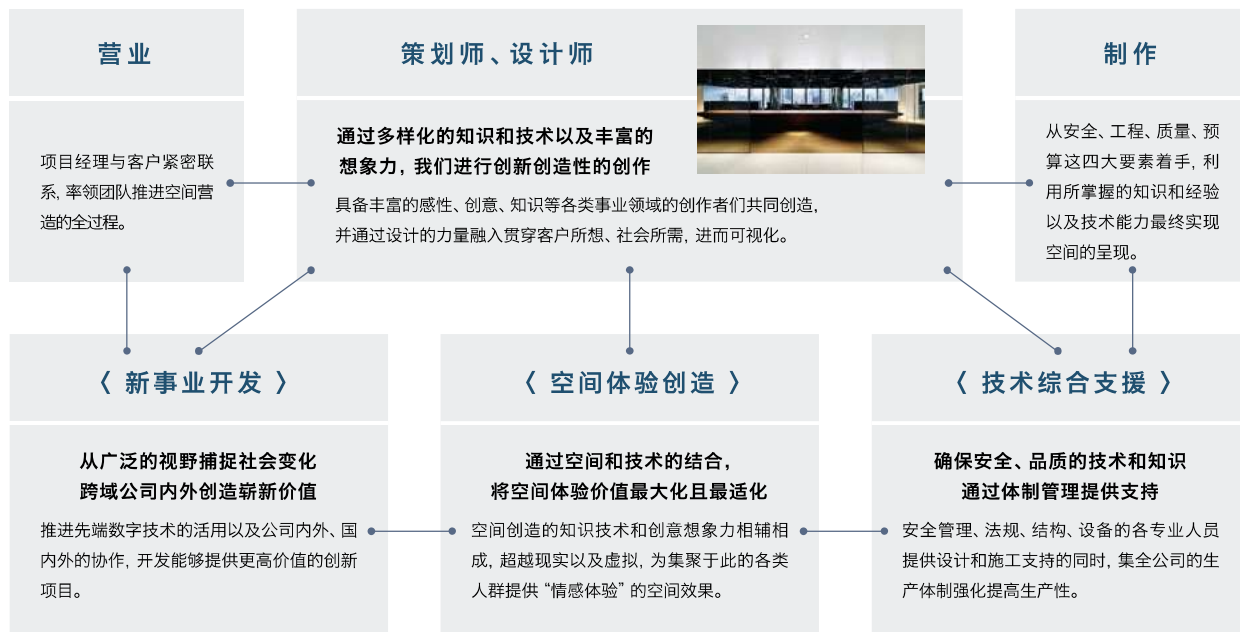 营业
项目经理与客户紧密联
系, 率领团队推进空间营
造的全过程。
策划师、设计师
通过多样化的知识和技术以及丰富的
想象力, 我们进行创新创造性的创作
具备丰富的感性、创意、知识等各类事业领域的创作者们共同创造,
并通过设计的力量融入贯穿客户所想、社会所需, 进而可视化。
制作
从安全、工程、质量、预
算这四大要素着手, 利
用所掌握的知识和经验
以及技术能力最终实现
空间的呈现。
〈 新事业开发 〉
从广泛的视野捕捉社会变化
跨域公司内外创造崭新价值
推进先端数字技术的活用以及公司内外、国
内外的协作, 开发能够提供更高价值的创新
项目。
〈 空间体验创造 〉
通过空间和技术的结合,
将空间体验价值最大化且最适化
空间创造的知识技术和创意想象力相辅相
成, 超越现实以及虚拟, 为集聚于此的各类
人群提供 “情感体验” 的空间效果。
〈 技术综合支援 〉
确保安全、品质的技术和知识
通过体制管理提供支持
安全管理、法规、结构、设备的各专业人员
提供设计和施工支持的同时, 集全公司的生
产体制强化提高生产性。